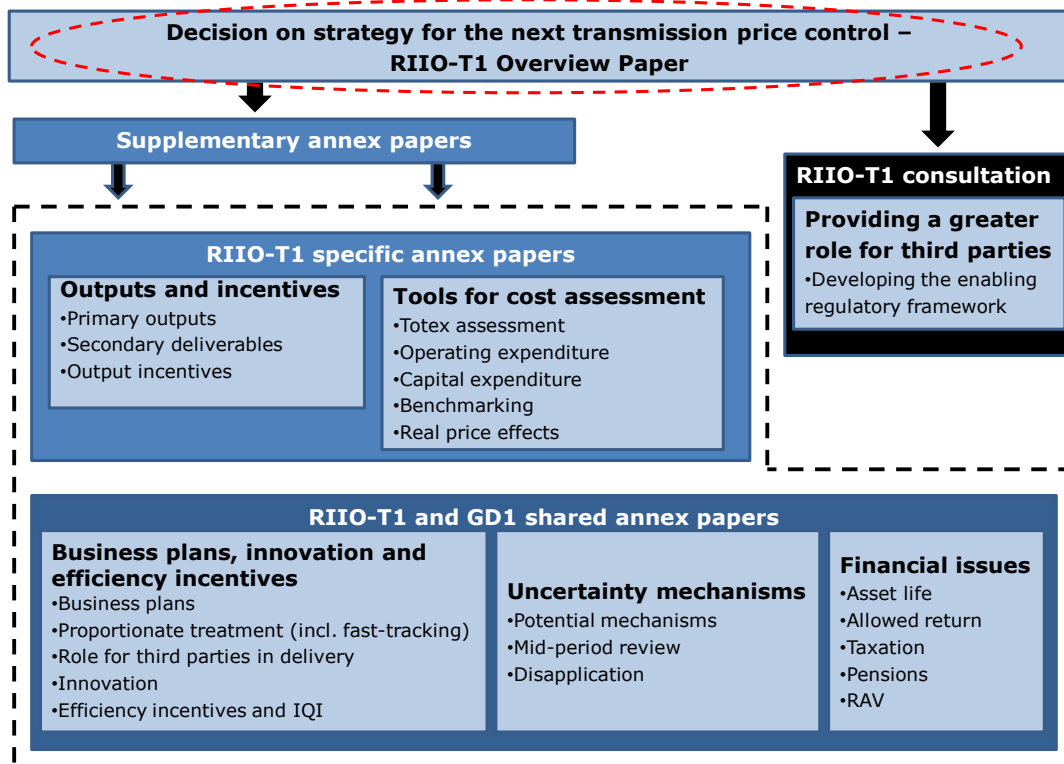 Decision on strategy for the next transmission price control –
RIIO-T1 Overview Paper
Supplementary annex papers
RIIO-T1 consultation
Providing a greater
role for third parties
•Developing the enabling
regulatory framework
RIIO-T1 specific annex papers
Outputs and incentives
•Primary outputs
•Secondary deliverables
•Output incentives
Tools for cost assessment
•Totex assessment
•Operating expenditure
•Capital expenditure
•Benchmarking
•Real price effects
RIIO-T1 and GD1 shared annex papers
Business plans, innovation and
efficiency incentives
•Business plans
•Proportionate treatment (incl. fast-tracking)
•Role for third parties in delivery
•Innovation
•Efficiency incentives and IQI
Uncertainty mechanisms
•Potential mechanisms
•Mid-period review
•Disapplication
Financial issues
•Asset life
•Allowed return
•Taxation
•Pensions
•RAV